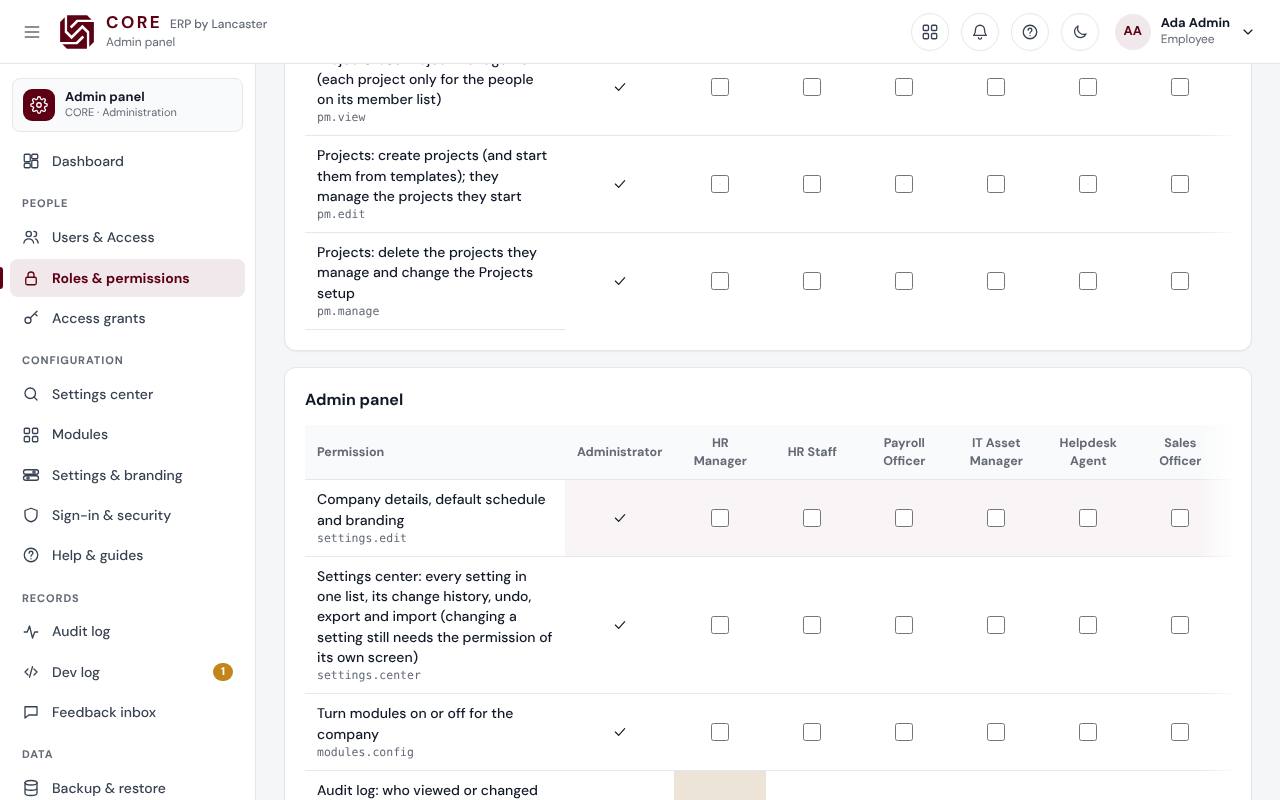 CORE ERP by Lancaster
Admin panel
AA
Ada Admin
Employee
Admin panel
CORE · Administration
Dashboard
PEOPLE
Users & Access
Roles & permissions
Access grants
CONFIGURATION
Settings center
Modules
Settings & branding
Sign-in & security
Help & guides
RECORDS
Audit log
Dev log 1
Feedback inbox
DATA
Backup & restore
(each project only for the people
on its member list)
pm.view
Projects: create projects (and start
them from templates); they
manage the projects they start
pm.edit
Projects: delete the projects they
manage and change the Projects
setup
pm.manage
Admin panel
Permission
Administrator
HR
Manager
HR Staff
Payroll
Officer
IT Asset
Manager
Helpdesk
Agent
Sales
Officer
Company details, default schedule
and branding
settings.edit
Settings center: every setting in
one list, its change history, undo,
export and import (changing a
setting still needs the permission of
its own screen)
settings.center
Turn modules on or off for the
company
modules.config
Audit log: who viewed or changed